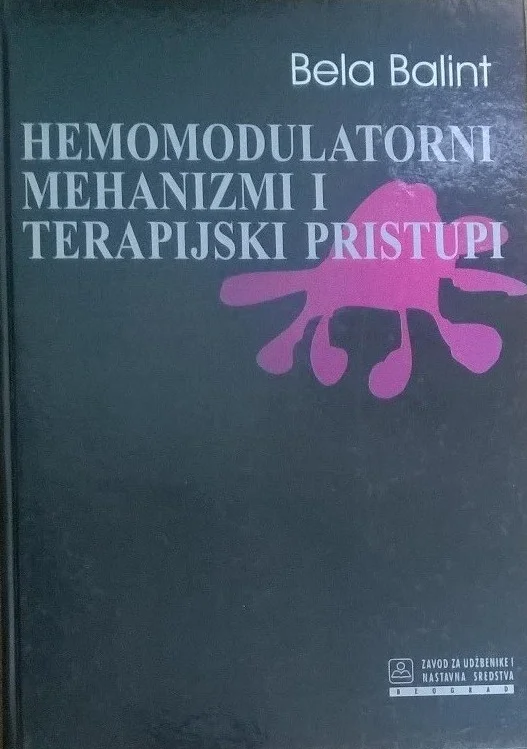 Bela Balint
HEMOMODULATORNI
MEHANIZMI I
TERAPIJSKI PRISTUPI
ZAVOD ZA UDŽBENIKE I
NASTAVNA SREDSTVA
BEOGRAD